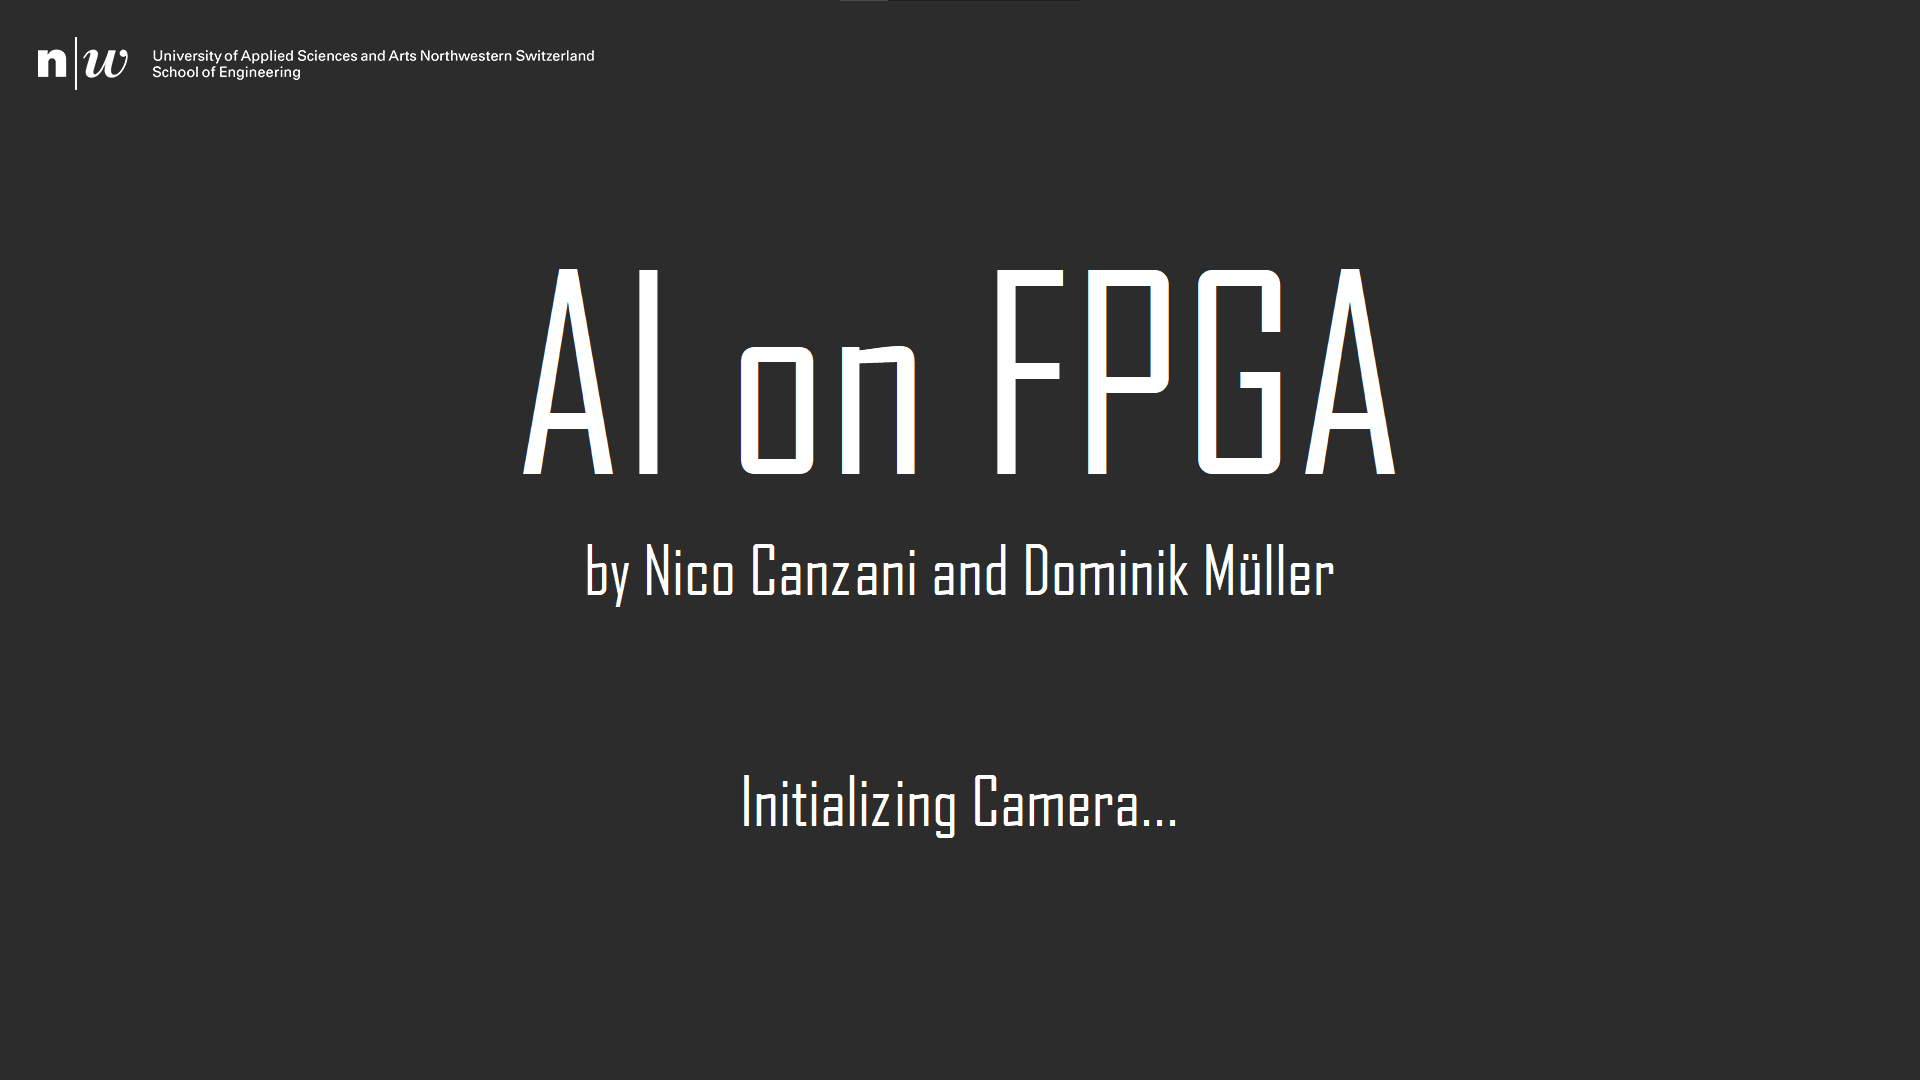 n|w
University of Applied Sciences and Arts Northwestern Switzerland
School of Engineering
AI on FPGA
by Nico Canzani and Dominik Müller
Initializing Camera...